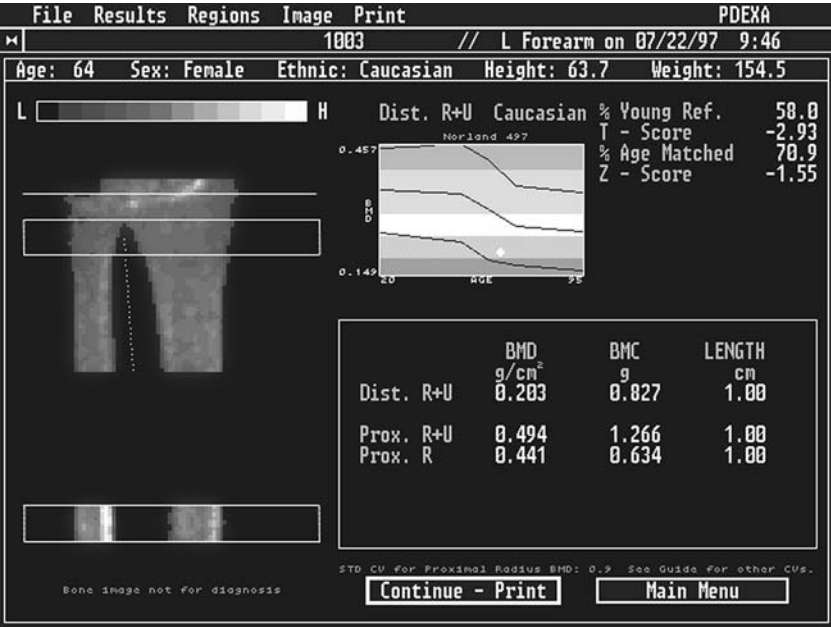 File Results Regions Image Print PDEXA
1003 // L Forearm on 07/22/97 9:46
Age: 64 Sex: Female Ethnic: Caucasian Height: 63.7 Weight: 154.5
L H
Dist. R+U Caucasian
Norland 497
0.457
BMD
0.149
20 AGE 95
% Young Ref. 58.0
T - Score -2.93
% Age Matched 70.9
Z - Score -1.55
BMD BMC LENGTH
g/cm² g cm
Dist. R+U 0.203 0.827 1.00
Prox. R+U 0.494 1.266 1.00
Prox. R 0.441 0.634 1.00
STD CV for Proximal Radius BMD: 0.9 See Guide for other CVs.
Bone image not for diagnosis
Continue - Print Main Menu